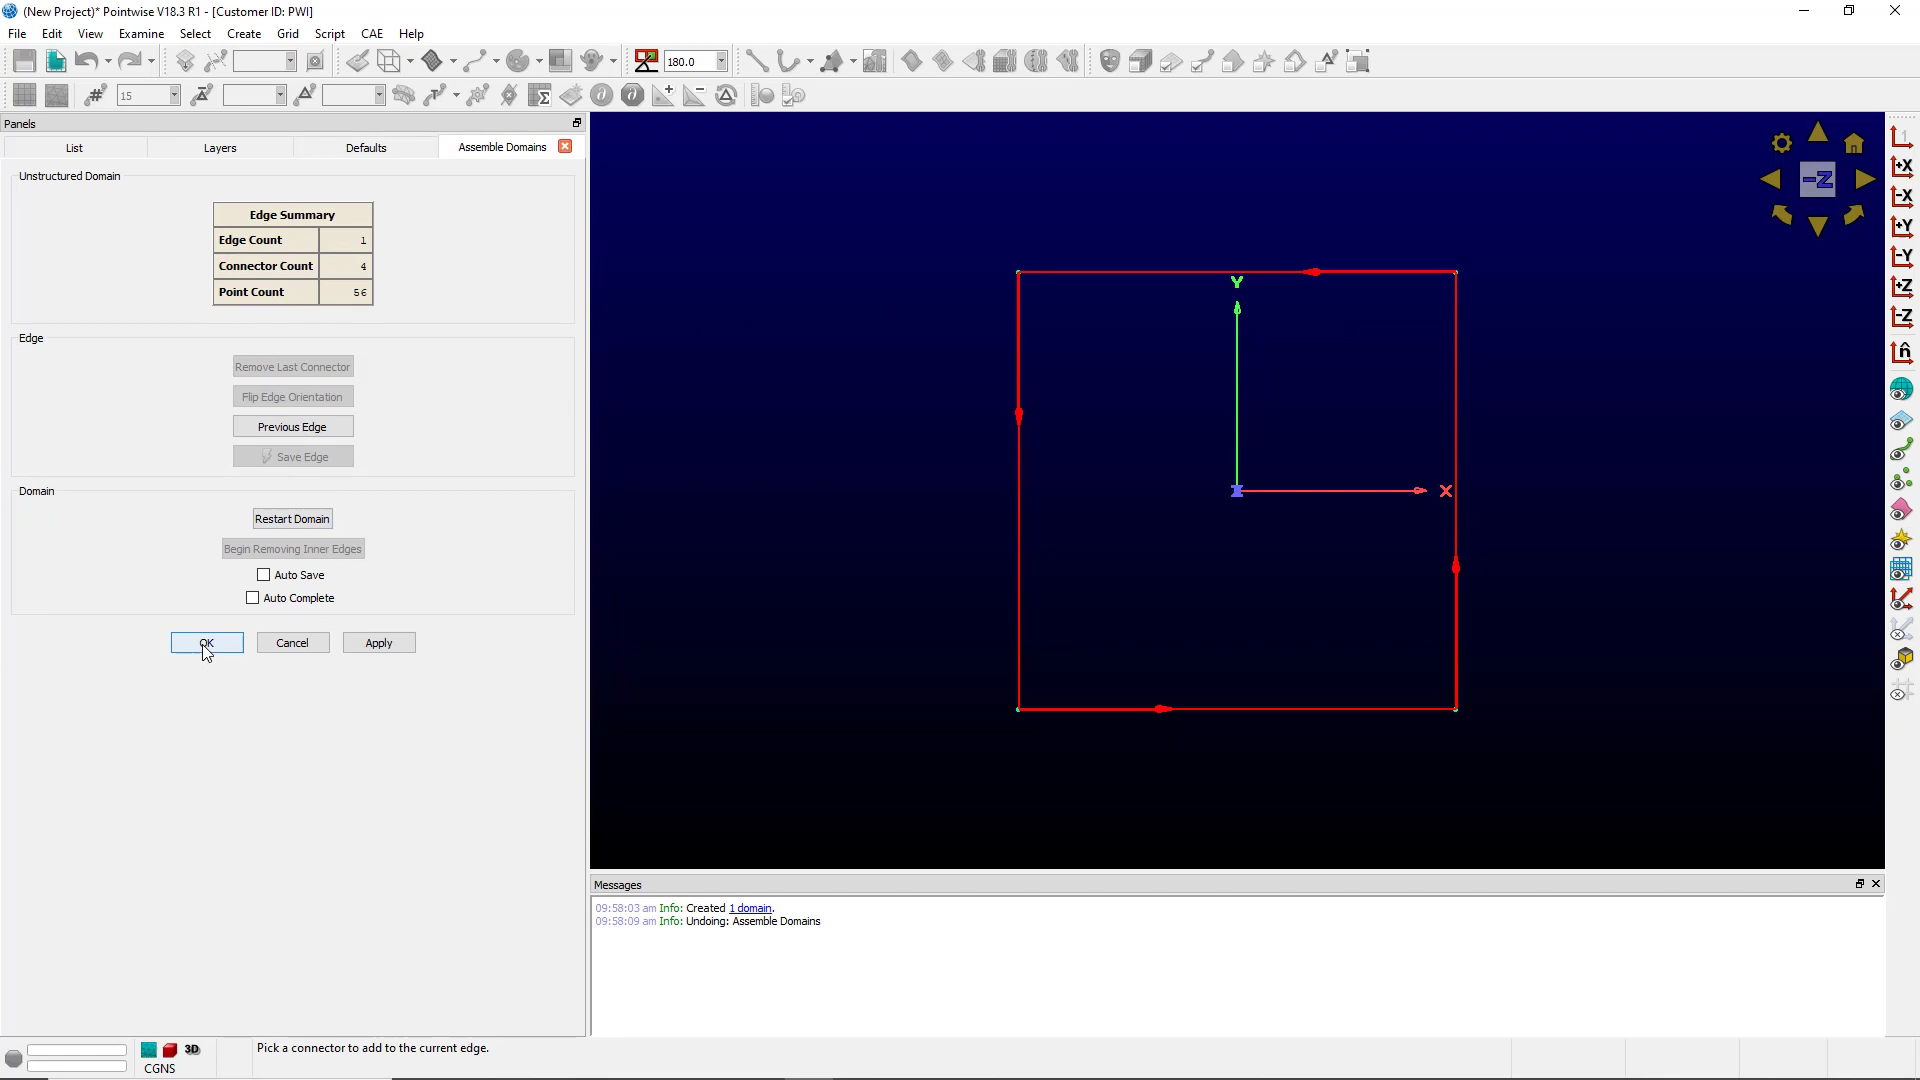 (New Project)* Pointwise V18.3 R1 - [Customer ID: PWI]
File Edit View Examine Select Create Grid Script CAE Help
180.0
15
Panels
List Layers Defaults Assemble Domains
Unstructured Domain
Edge Summary
Edge Count 1
Connector Count 4
Point Count 56
Edge
Remove Last Connector
Flip Edge Orientation
Previous Edge
Save Edge
Domain
Restart Domain
Begin Removing Inner Edges
Auto Save
Auto Complete
OK Cancel Apply
Y
X
Z
-Z
1
+X
-X
+Y
-Y
+Z
-Z
n̂
Messages
09:58:03 am Info: Created 1 domain.
09:58:09 am Info: Undoing: Assemble Domains
3D
CGNS
Pick a connector to add to the current edge.